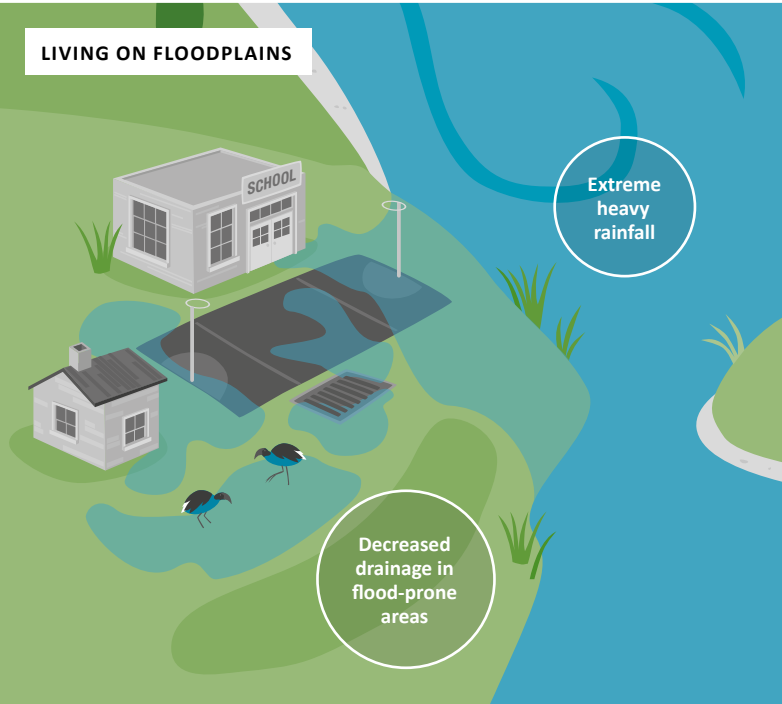 LIVING ON FLOODPLAINS
SCHOOL
Extreme
heavy
rainfall
Decreased
drainage in
flood-prone
areas